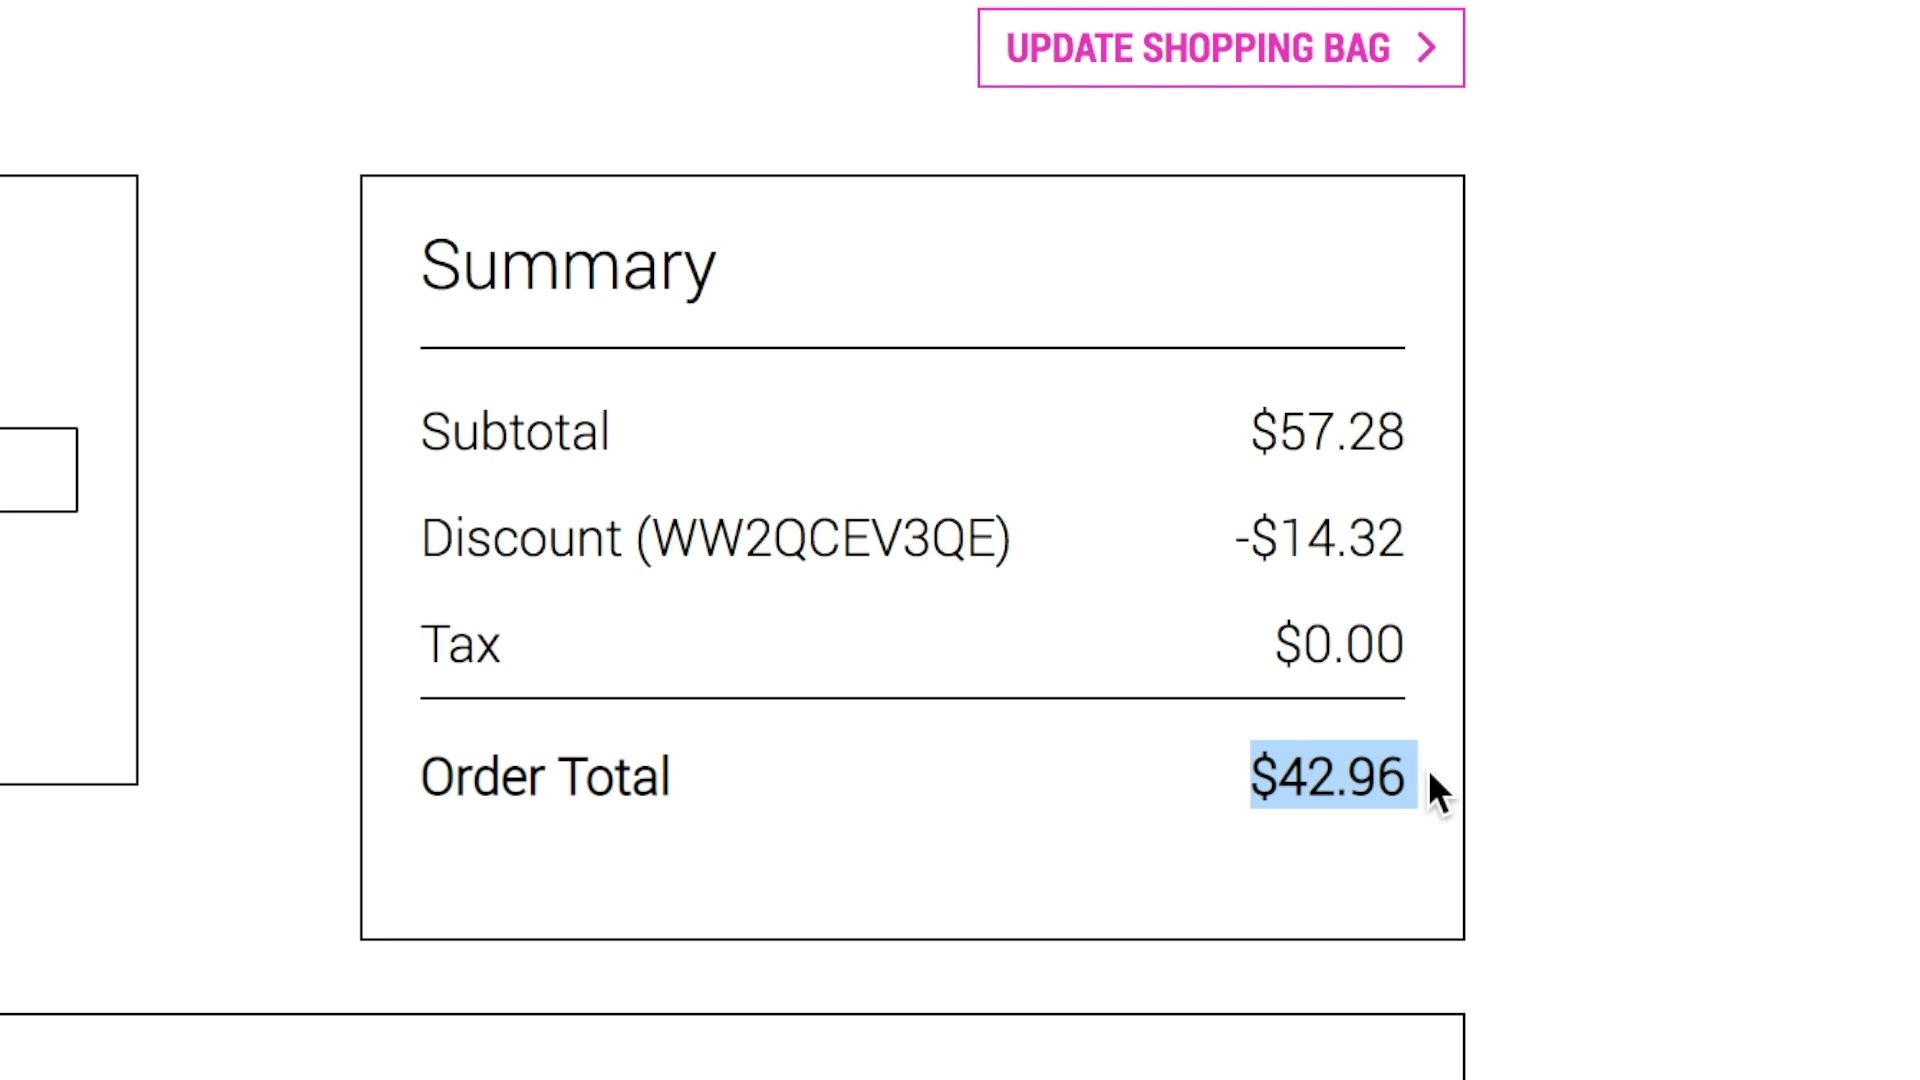 UPDATE SHOPPING BAG
Summary
Subtotal $57.28
Discount (WW2QCEV3QE) -$14.32
Tax $0.00
Order Total $42.96